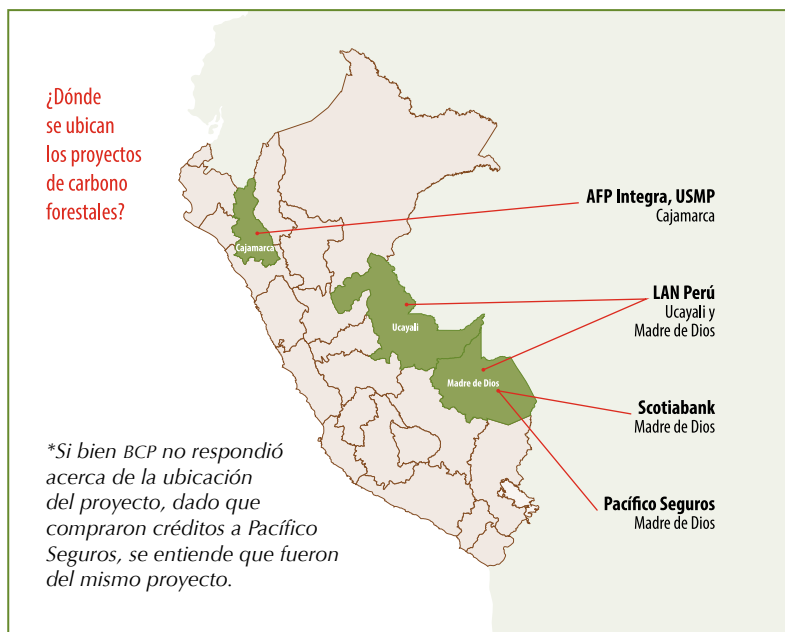 ¿Dónde
se ubican
los proyectos
de carbono
forestales?
AFP Integra, USMP
Cajamarca
Cajamarca
LAN Perú
Ucayali y
Madre de Dios
Ucayali
Madre de Dios
Scotiabank
Madre de Dios
Pacífico Seguros
Madre de Dios
*Si bien BCP no respondió
acerca de la ubicación
del proyecto, dado que
compraron créditos a Pacífico
Seguros, se entiende que fueron
del mismo proyecto.